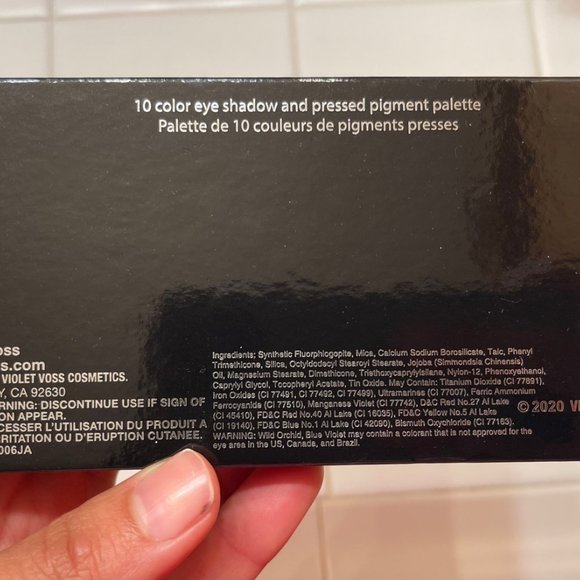 10 color eye shadow and pressed pigment palette
Palette de 10 couleurs de pigments presses
oss
s.com
VIOLET VOSS COSMETICS.
Y, CA 92630
WARNING: DISCONTINUE USE IF SIGN OF
ON APPEAR.
CESSER L'UTILISATION DU PRODUIT A
RRITATION OU D'ERUPTION CUTANEE.
006JA
Ingredients: Synthetic Fluorphlogopite, Mica, Calcium Sodium Borosilicate, Talc, Phenyl
Trimethicone, Silica, Octyldodecyl Stearoyl Stearate, Jojoba (Simmondsia Chinensis)
Oil, Magnesium Stearate, Dimethicone, Triethoxycaprylylsilane, Nylon-12, Phenoxyethanol,
Caprylyl Glycol, Tocopheryl Acetate, Tin Oxide. May Contain: Titanium Dioxide (CI 77891),
Iron Oxides (CI 77491, CI 77492, CI 77499), Ultramarines (CI 77007), Ferric Ammonium
Ferrocyanide (CI 77510), Manganese Violet (CI 77742), D&C Red No.27 Al Lake
(CI 45410), FD&C Red No.40 Al Lake (CI 16035), FD&C Yellow No.5 Al Lake
(CI 19140), FD&C Blue No.1 Al Lake (CI 42090), Bismuth Oxychloride (CI 77163).
WARNING: Wild Orchid, Blue Violet may contain a colorant that is not approved for the
eye area in the US, Canada, and Brazil.
© 2020 VI